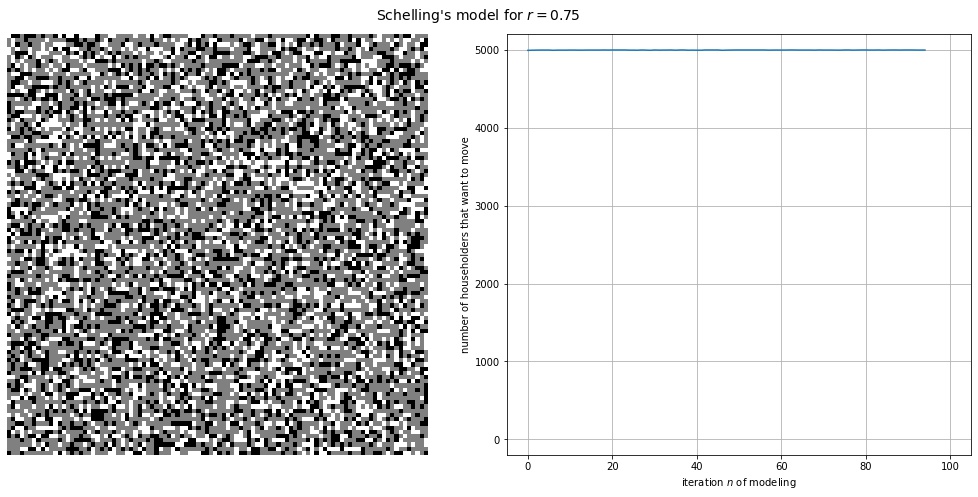 Schelling's model for r = 0.75
number of householders that want to move
5000
4000
3000
2000
1000
0
0 20 40 60 80 100
iteration n of modeling